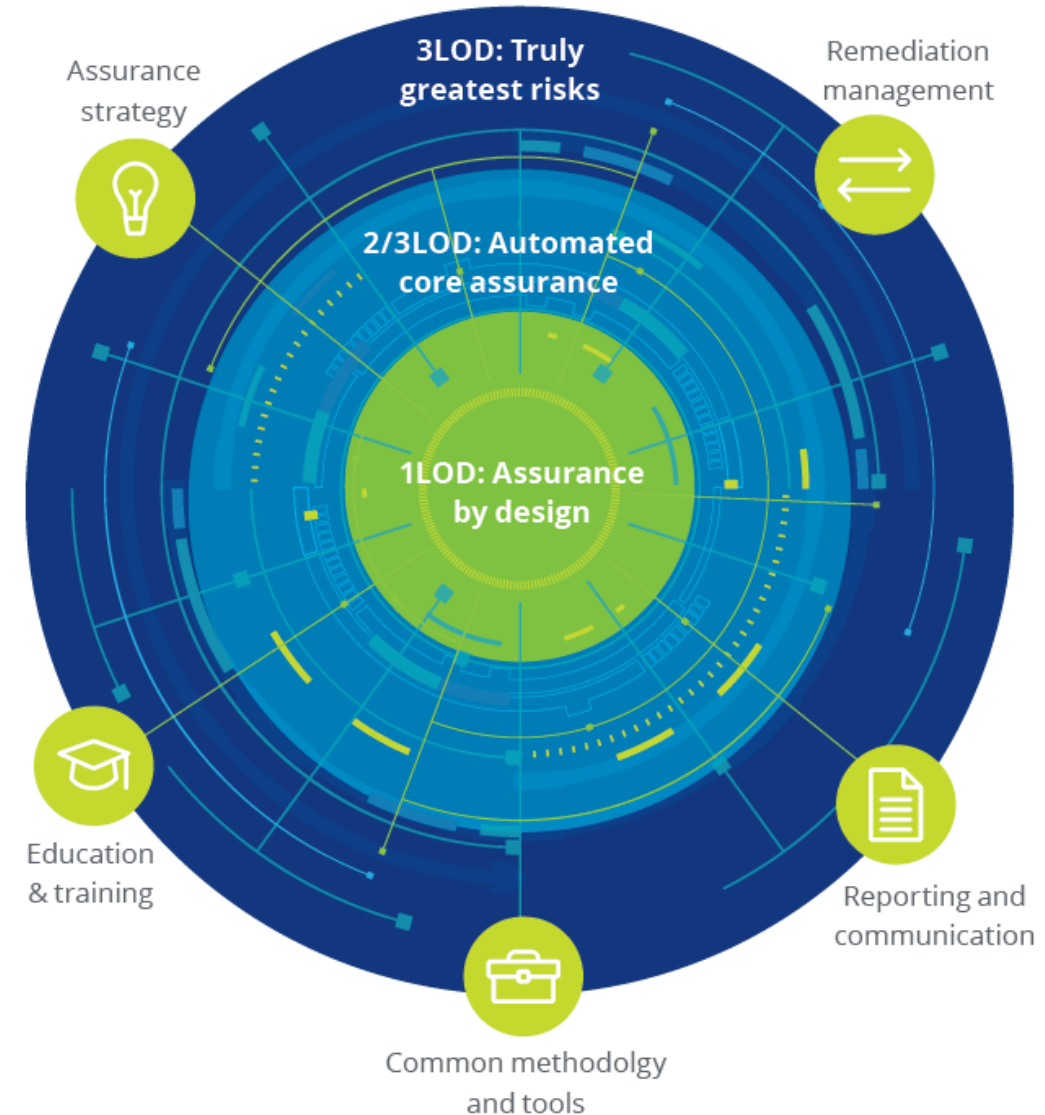 3LOD: Truly
greatest risks
Assurance
strategy
Remediation
management
2/3LOD: Automated
core assurance
1LOD: Assurance
by design
Education
& training
Reporting and
communication
Common methodolgy
and tools